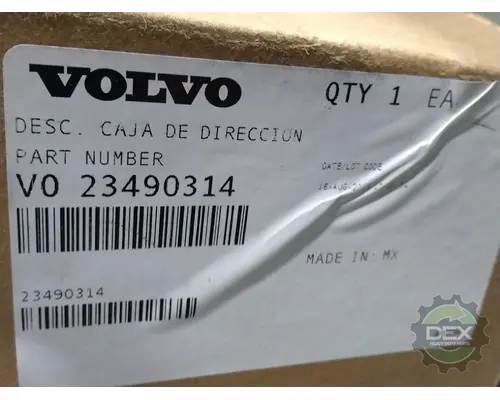 VOLVO
QTY 1 EA
DESC. CAJA DE DIRECCION
PART NUMBER
VO 23490314
DATE/LOT CODE
23490314
MADE IN: MX
DEX